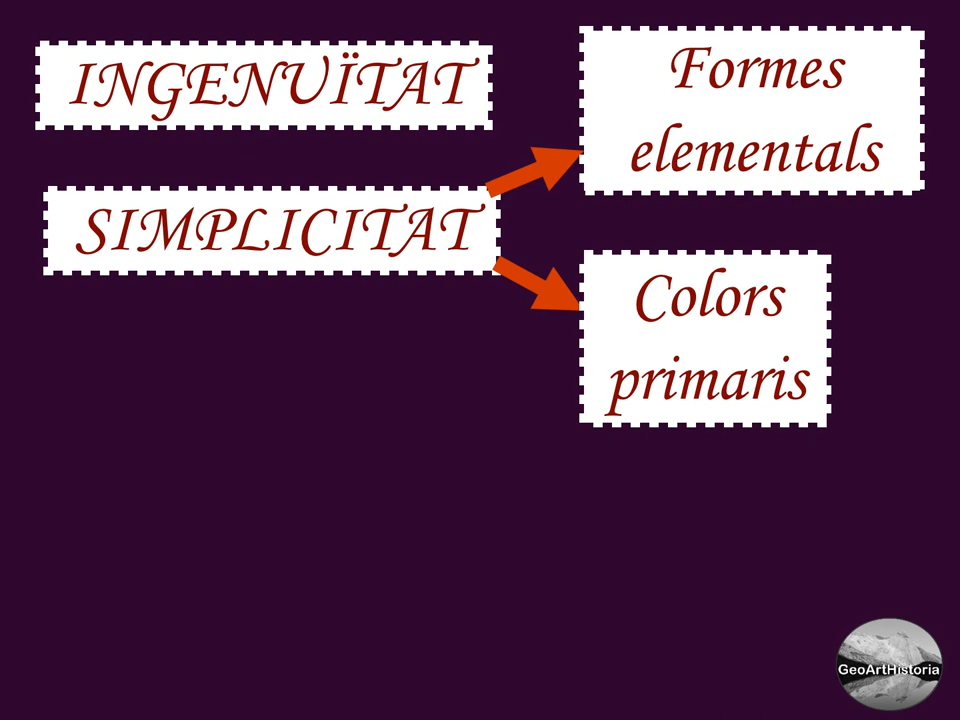 INGENUÏTAT
SIMPLICITAT
Formes
elementals
Colors
primaris
GeoArtHistoria